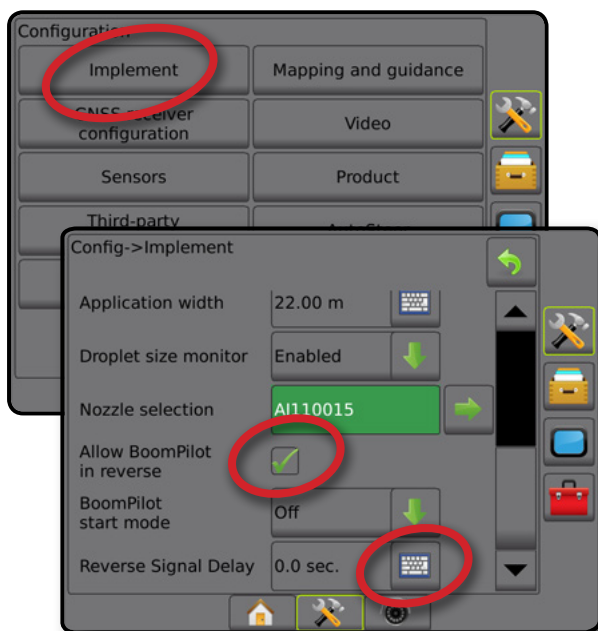 Configuration
Implement
Mapping and guidance
GNSS receiver
configuration
Video
Sensors
Product
Third-party
Config->Implement
Application width
22.00 m
Droplet size monitor
Enabled
Nozzle selection
AI110015
Allow BoomPilot
in reverse
BoomPilot
start mode
Off
Reverse Signal Delay
0.0 sec.